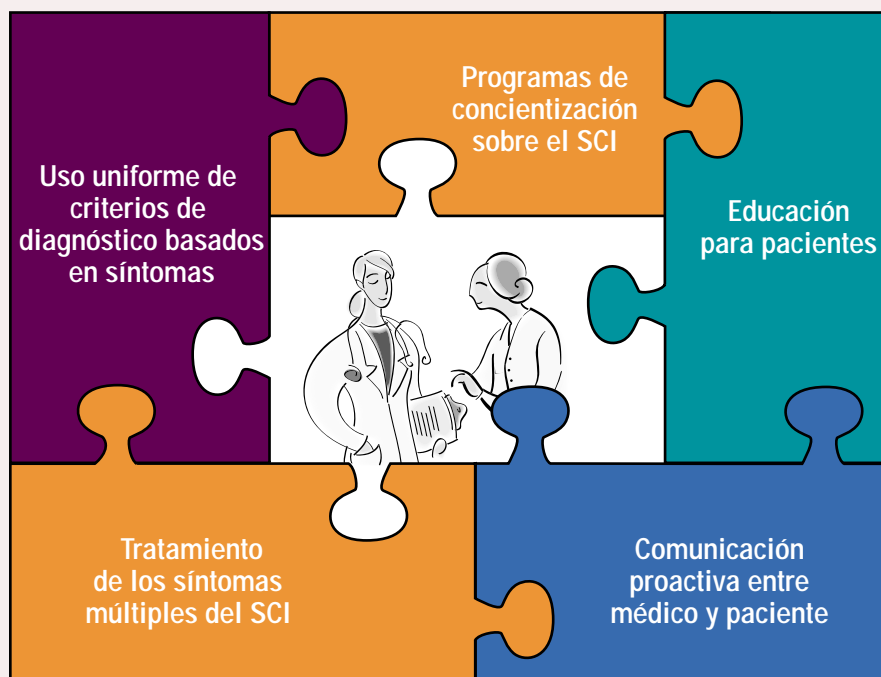 Programas de
concientización
sobre el SCI
Uso uniforme de
criterios de
diagnóstico basados
en síntomas
Educación
para pacientes
Tratamiento
de los síntomas
múltiples del SCI
Comunicación
proactiva entre
médico y paciente